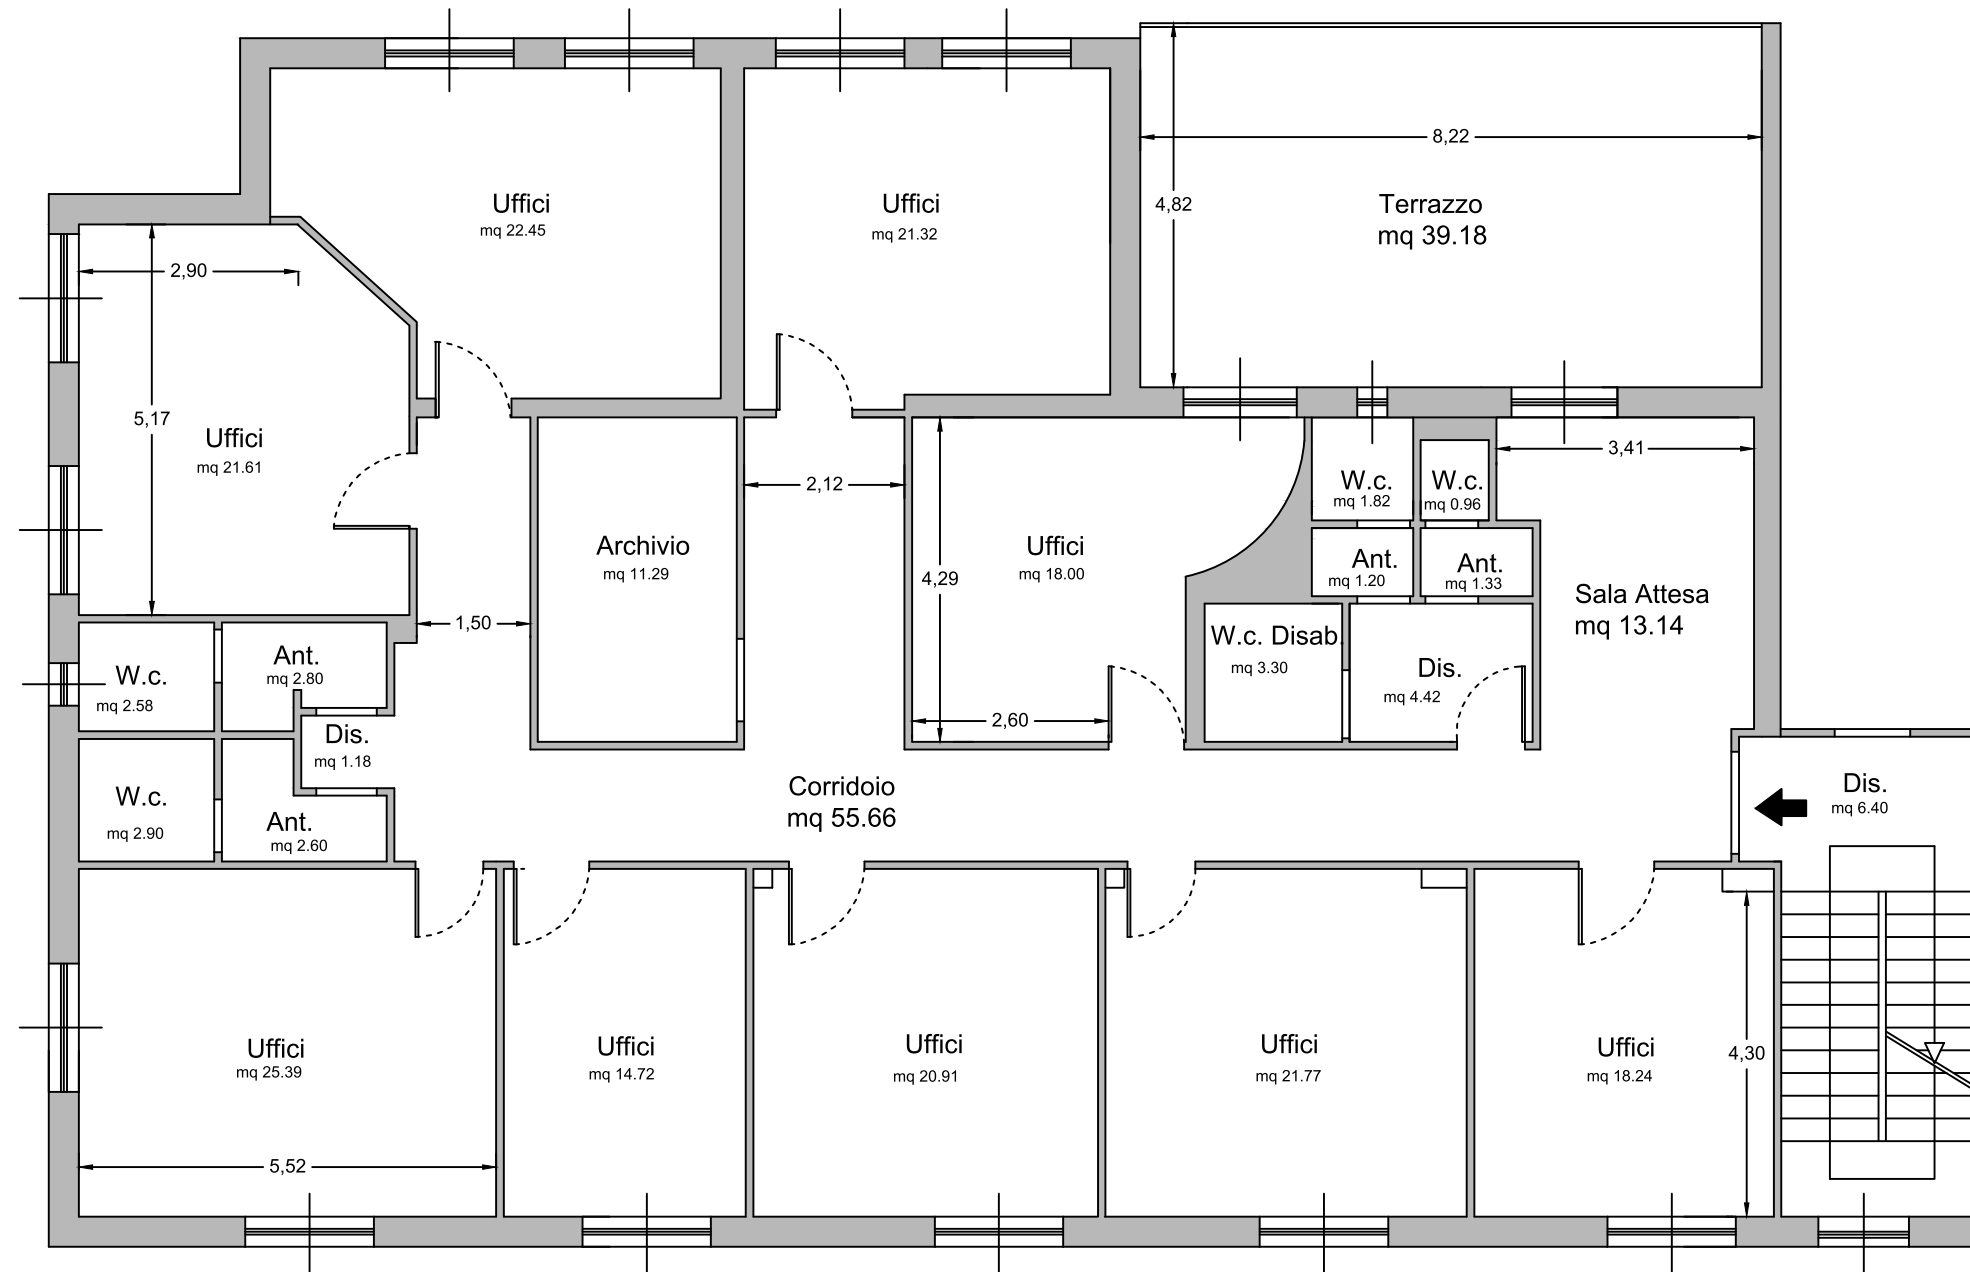 8,22
4,82
Terrazzo
mq 39.18
Uffici
mq 22.45
Uffici
mq 21.32
2,90
5,17
Uffici
mq 21.61
3,41
2,12
W.c.
mq 1.82
W.c.
mq 0.96
Archivio
mq 11.29
Uffici
mq 18.00
4,29
Ant.
mq 1.20
Ant.
mq 1.33
Sala Attesa
mq 13.14
1,50
W.c. Disab.
mq 3.30
Dis.
mq 4.42
Ant.
mq 2.80
W.c.
mq 2.58
2,60
Dis.
mq 1.18
W.c.
mq 2.90
Ant.
mq 2.60
Corridoio
mq 55.66
Dis.
mq 6.40
Uffici
mq 25.39
Uffici
mq 14.72
Uffici
mq 20.91
Uffici
mq 21.77
Uffici
mq 18.24
4,30
5,52